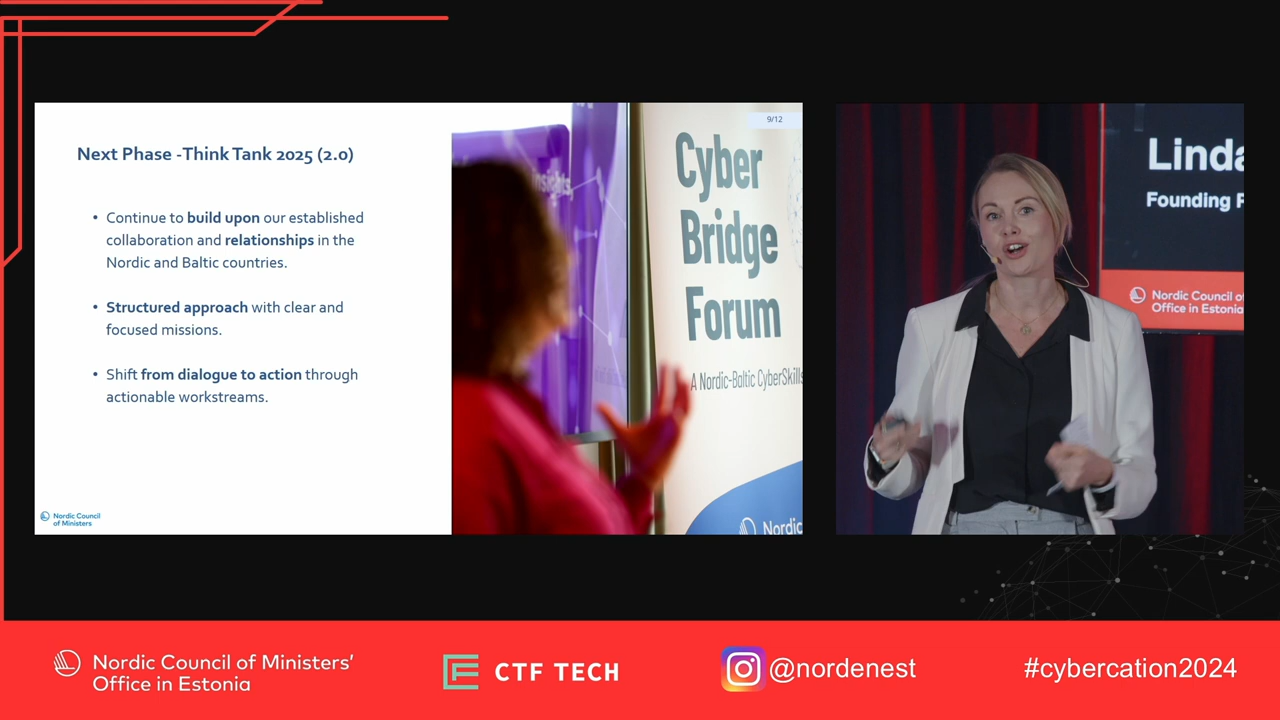 9/12
Next Phase -Think Tank 2025 (2.0)
• Continue to build upon our established
collaboration and relationships in the
Nordic and Baltic countries.
• Structured approach with clear and
focused missions.
• Shift from dialogue to action through
actionable workstreams.
Nordic Council
of Ministers
insights
Cyber
Bridge
Forum
A Nordic-Baltic CyberSkills
Nordic
Linda
Founding
Nordic Council of
Office in Estonia
Nordic Council of Ministers'
Office in Estonia
CTF TECH
@nordenest
#cybercation2024